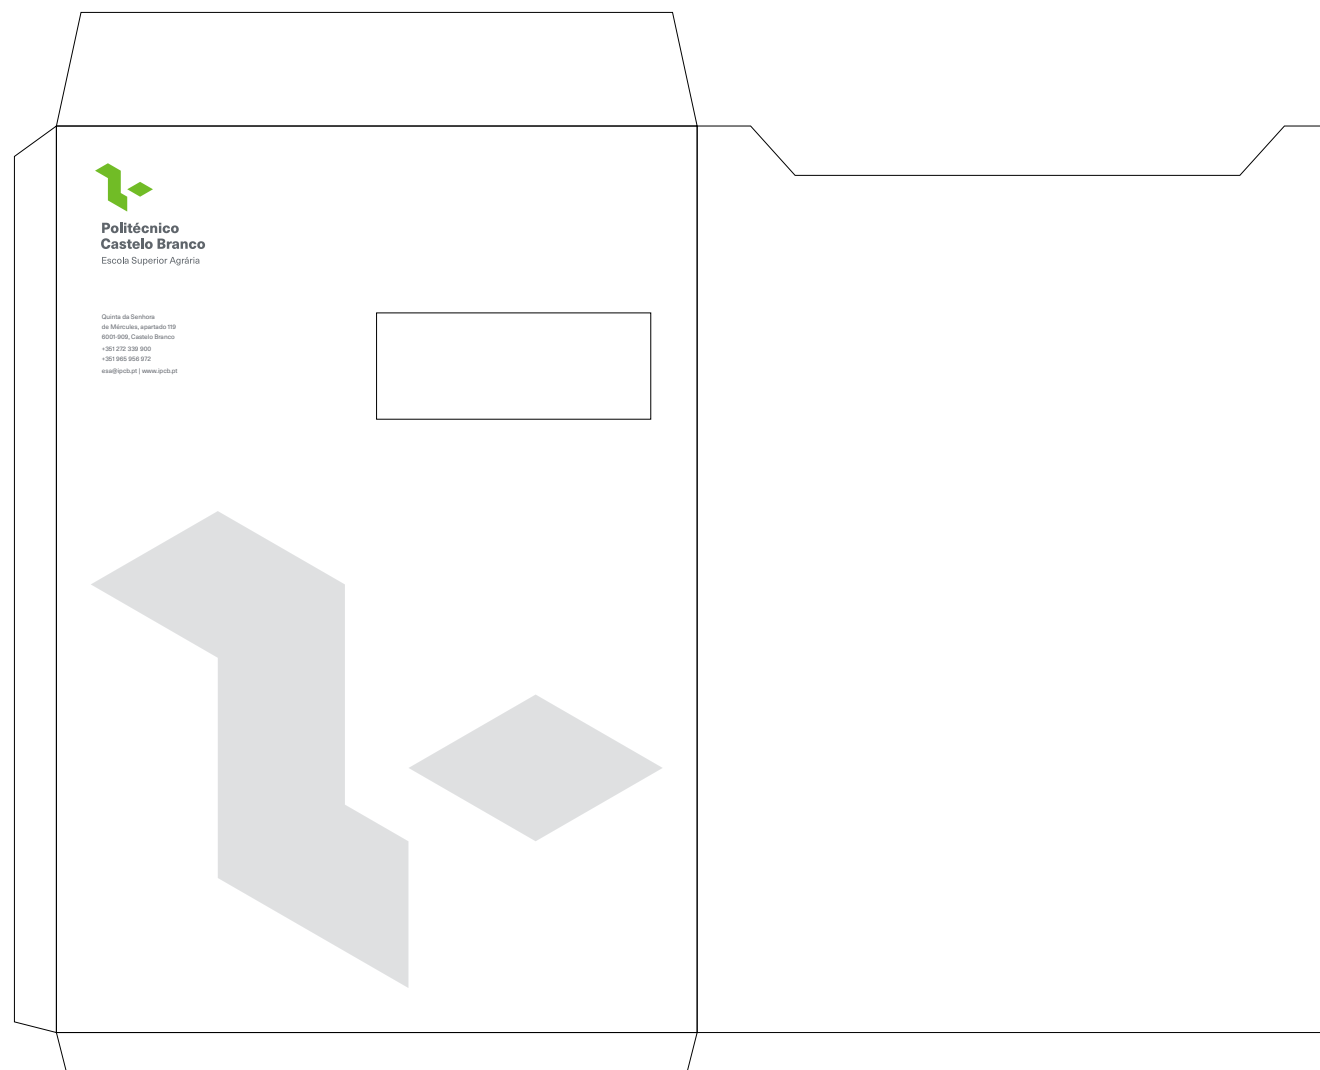 Politécnico
Castelo Branco
Escola Superior Agrária
Quinta da Senhora
de Mércules, apartado 119
6001-909, Castelo Branco
+351 272 339 900
+351 965 956 972
esa@ipcb.pt | www.ipcb.pt